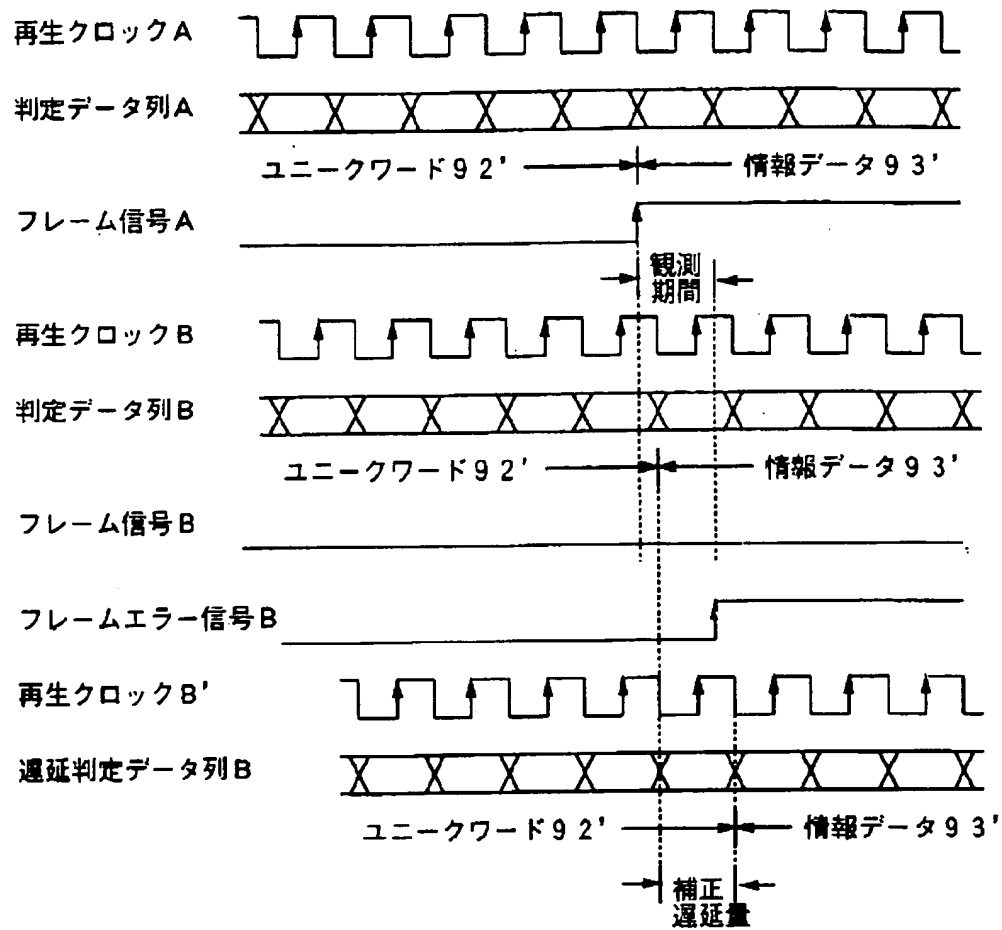 再生クロックA
判定データ列A
ユニークワード92' 情報データ93'
フレーム信号A
観測
期間
再生クロックB
判定データ列B
ユニークワード92' 情報データ93'
フレーム信号B
フレームエラー信号B
再生クロックB'
遅延判定データ列B
ユニークワード92' 情報データ93'
補正
遅延量